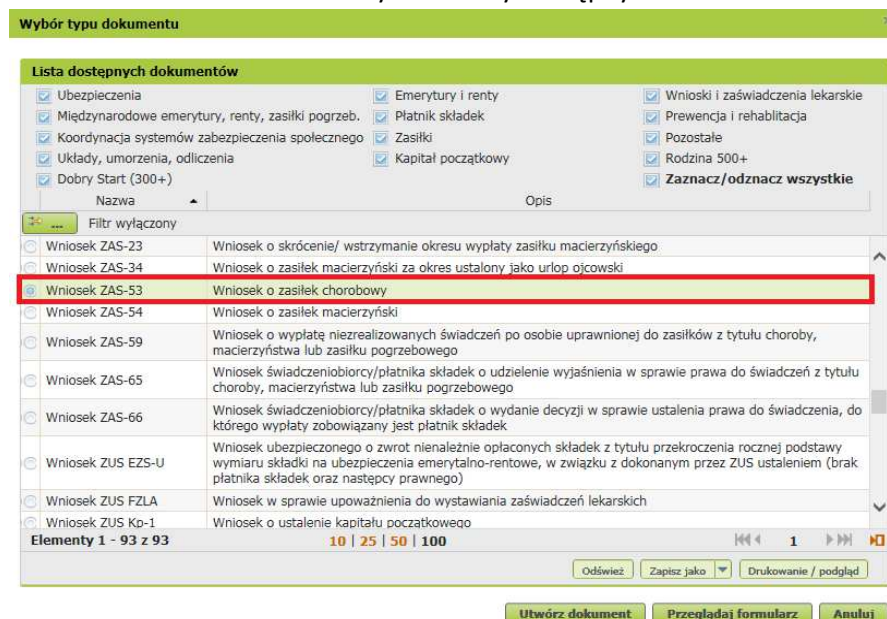 Wybór typu dokumentu
Lista dostępnych dokumentów
Ubezpieczenia
Emerytury i renty
Wnioski i zaświadczenia lekarskie
Międzynarodowe emerytury, renty, zasiłki pogrzeb.
Płatnik składek
Prewencja i rehabilitacja
Koordynacja systemów zabezpieczenia społecznego
Zasiłki
Pozostałe
Układy, umorzenia, odliczenia
Kapitał początkowy
Rodzina 500+
Dobry Start (300+)
Zaznacz/odznacz wszystkie
Nazwa
Opis
... Filtr wyłączony
Wniosek ZAS-23
Wniosek o skrócenie/ wstrzymanie okresu wypłaty zasiłku macierzyńskiego
Wniosek ZAS-34
Wniosek o zasiłek macierzyński za okres ustalony jako urlop ojcowski
Wniosek ZAS-53
Wniosek o zasiłek chorobowy
Wniosek ZAS-54
Wniosek o zasiłek macierzyński
Wniosek ZAS-59
Wniosek o wypłatę niezrealizowanych świadczeń po osobie uprawnionej do zasiłków z tytułu choroby,
macierzyństwa lub zasiłku pogrzebowego
Wniosek ZAS-65
Wniosek świadczeniobiorcy/płatnika składek o udzielenie wyjaśnienia w sprawie prawa do świadczeń z tytułu
choroby, macierzyństwa lub zasiłku pogrzebowego
Wniosek ZAS-66
Wniosek świadczeniobiorcy/płatnika składek o wydanie decyzji w sprawie ustalenia prawa do świadczenia, do
którego wypłaty zobowiązany jest płatnik składek
Wniosek ZUS EZS-U
Wniosek ubezpieczonego o zwrot nienależnie opłaconych składek z tytułu przekroczenia rocznej podstawy
wymiaru składki na ubezpieczenia emerytalno-rentowe, w związku z dokonanym przez ZUS ustaleniem (brak
płatnika składek oraz następcy prawnego)
Wniosek ZUS FZLA
Wniosek w sprawie upoważnienia do wystawiania zaświadczeń lekarskich
Wniosek ZUS Kp-1
Wniosek o ustalenie kapitału początkowego
Elementy 1 - 93 z 93
10 | 25 | 50 | 100
1
Odśwież
Zapisz jako
Drukowanie / podgląd
Utwórz dokument
Przeglądaj formularz
Anuluj